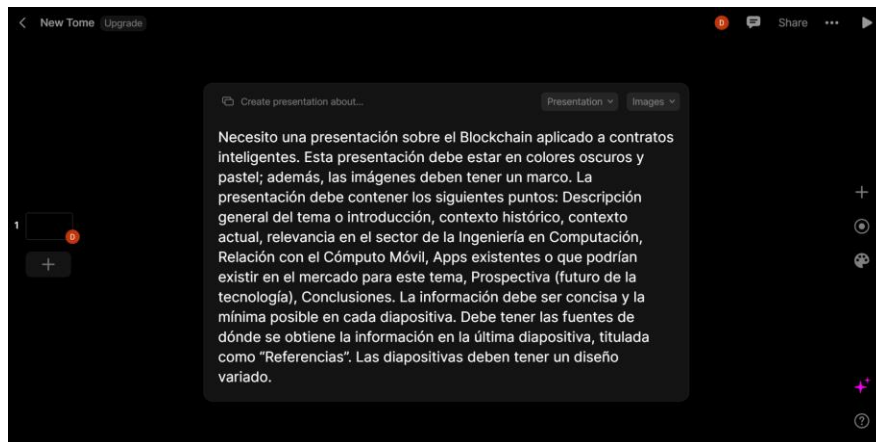 New Tome Upgrade
D Share
Create presentation about...
Presentation Images
Necesito una presentación sobre el Blockchain aplicado a contratos
inteligentes. Esta presentación debe estar en colores oscuros y
pastel; además, las imágenes deben tener un marco. La
presentación debe contener los siguientes puntos: Descripción
general del tema o introducción, contexto histórico, contexto
actual, relevancia en el sector de la Ingeniería en Computación,
Relación con el Cómputo Móvil, Apps existentes o que podrían
existir en el mercado para este tema, Prospectiva (futuro de la
tecnología), Conclusiones. La información debe ser concisa y la
mínima posible en cada diapositiva. Debe tener las fuentes de
dónde se obtiene la información en la última diapositiva, titulada
como “Referencias”. Las diapositivas deben tener un diseño
variado.
1
D